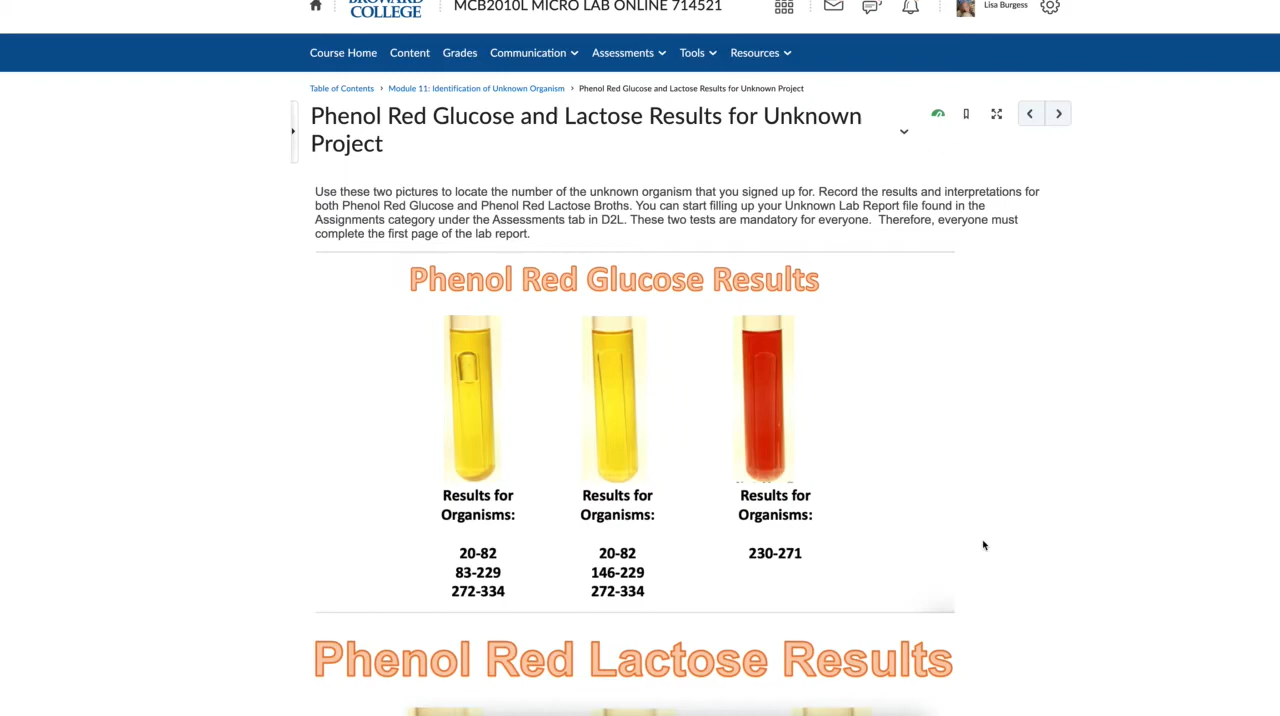 BROWARD
COLLEGE
MCB2010L MICRO LAB ONLINE 714521
Lisa Burgess
Course Home Content Grades Communication Assessments Tools Resources
Table of Contents › Module 11: Identification of Unknown Organism › Phenol Red Glucose and Lactose Results for Unknown Project
Phenol Red Glucose and Lactose Results for Unknown
Project
Use these two pictures to locate the number of the unknown organism that you signed up for. Record the results and interpretations for
both Phenol Red Glucose and Phenol Red Lactose Broths. You can start filling up your Unknown Lab Report file found in the
Assignments category under the Assessments tab in D2L. These two tests are mandatory for everyone. Therefore, everyone must
complete the first page of the lab report.
Phenol Red Glucose Results
Results for Results for Results for
Organisms: Organisms: Organisms:
20-82 20-82 230-271
83-229 146-229
272-334 272-334
Phenol Red Lactose Results